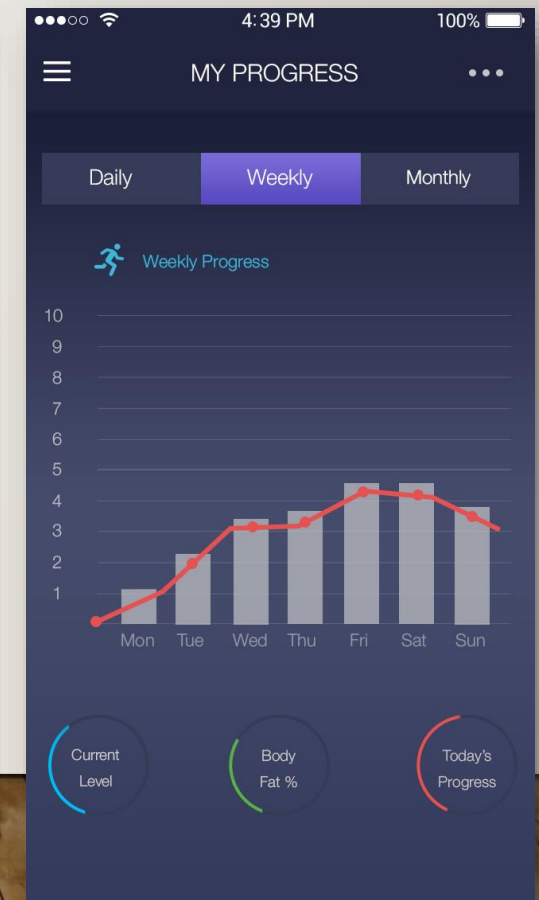 4:39 PM
100%
MY PROGRESS
Daily
Weekly
Monthly
Weekly Progress
10
9
8
7
6
5
4
3
2
1
Mon Tue Wed Thu Fri Sat Sun
Current
Level
Body
Fat %
Today's
Progress